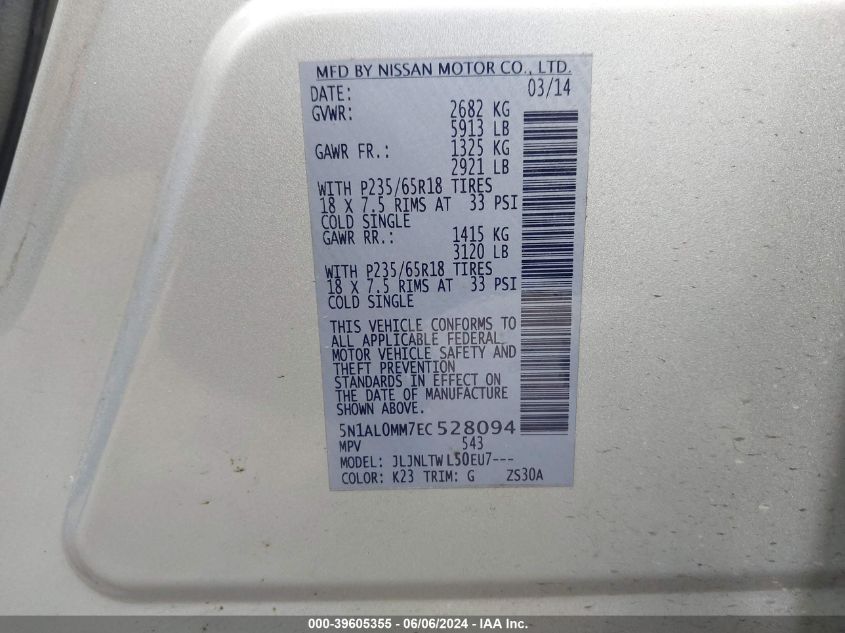 MFD BY NISSAN MOTOR CO., LTD.
DATE: 03/14
GVWR: 2682 KG
5913 LB
GAWR FR.: 1325 KG
2921 LB
WITH P235/65R18 TIRES
18 X 7.5 RIMS AT 33 PSI
COLD SINGLE
GAWR RR.: 1415 KG
3120 LB
WITH P235/65R18 TIRES
18 X 7.5 RIMS AT 33 PSI
COLD SINGLE
THIS VEHICLE CONFORMS TO
ALL APPLICABLE FEDERAL
MOTOR VEHICLE SAFETY AND
THEFT PREVENTION
STANDARDS IN EFFECT ON
THE DATE OF MANUFACTURE
SHOWN ABOVE.
5N1AL0MM7EC528094
MPV 543
MODEL: JLJNLTWL50EU7---
COLOR: K23 TRIM: G ZS30A
000-39605355 - 06/06/2024 - IAA Inc.